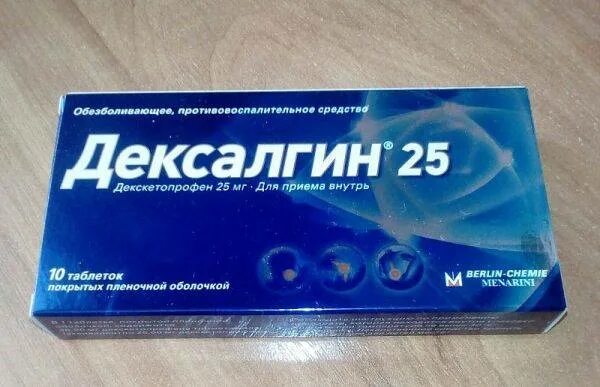 Обезболивающее, противовоспалительное средство
Дексалгин® 25
Декскетопрофен 25 мг · Для приема внутрь
10 таблеток
покрытых пленочной оболочкой
BERLIN-CHEMIE
MENARINI